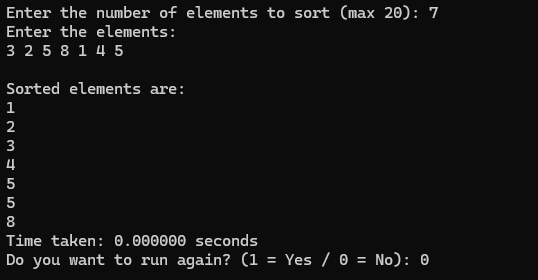 Enter the number of elements to sort (max 20): 7
Enter the elements:
3 2 5 8 1 4 5

Sorted elements are:
1
2
3
4
5
5
8
Time taken: 0.000000 seconds
Do you want to run again? (1 = Yes / 0 = No): 0